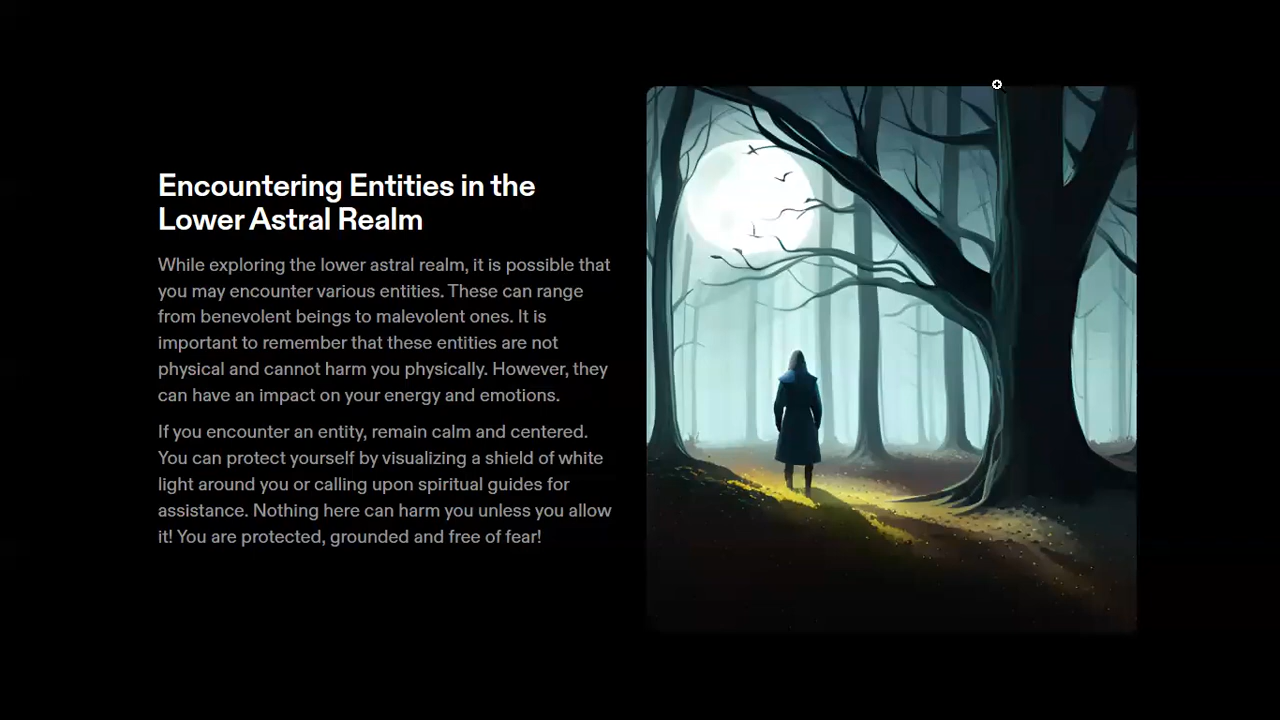 Encountering Entities in the
Lower Astral Realm
While exploring the lower astral realm, it is possible that
you may encounter various entities. These can range
from benevolent beings to malevolent ones. It is
important to remember that these entities are not
physical and cannot harm you physically. However, they
can have an impact on your energy and emotions.
If you encounter an entity, remain calm and centered.
You can protect yourself by visualizing a shield of white
light around you or calling upon spiritual guides for
assistance. Nothing here can harm you unless you allow
it! You are protected, grounded and free of fear!